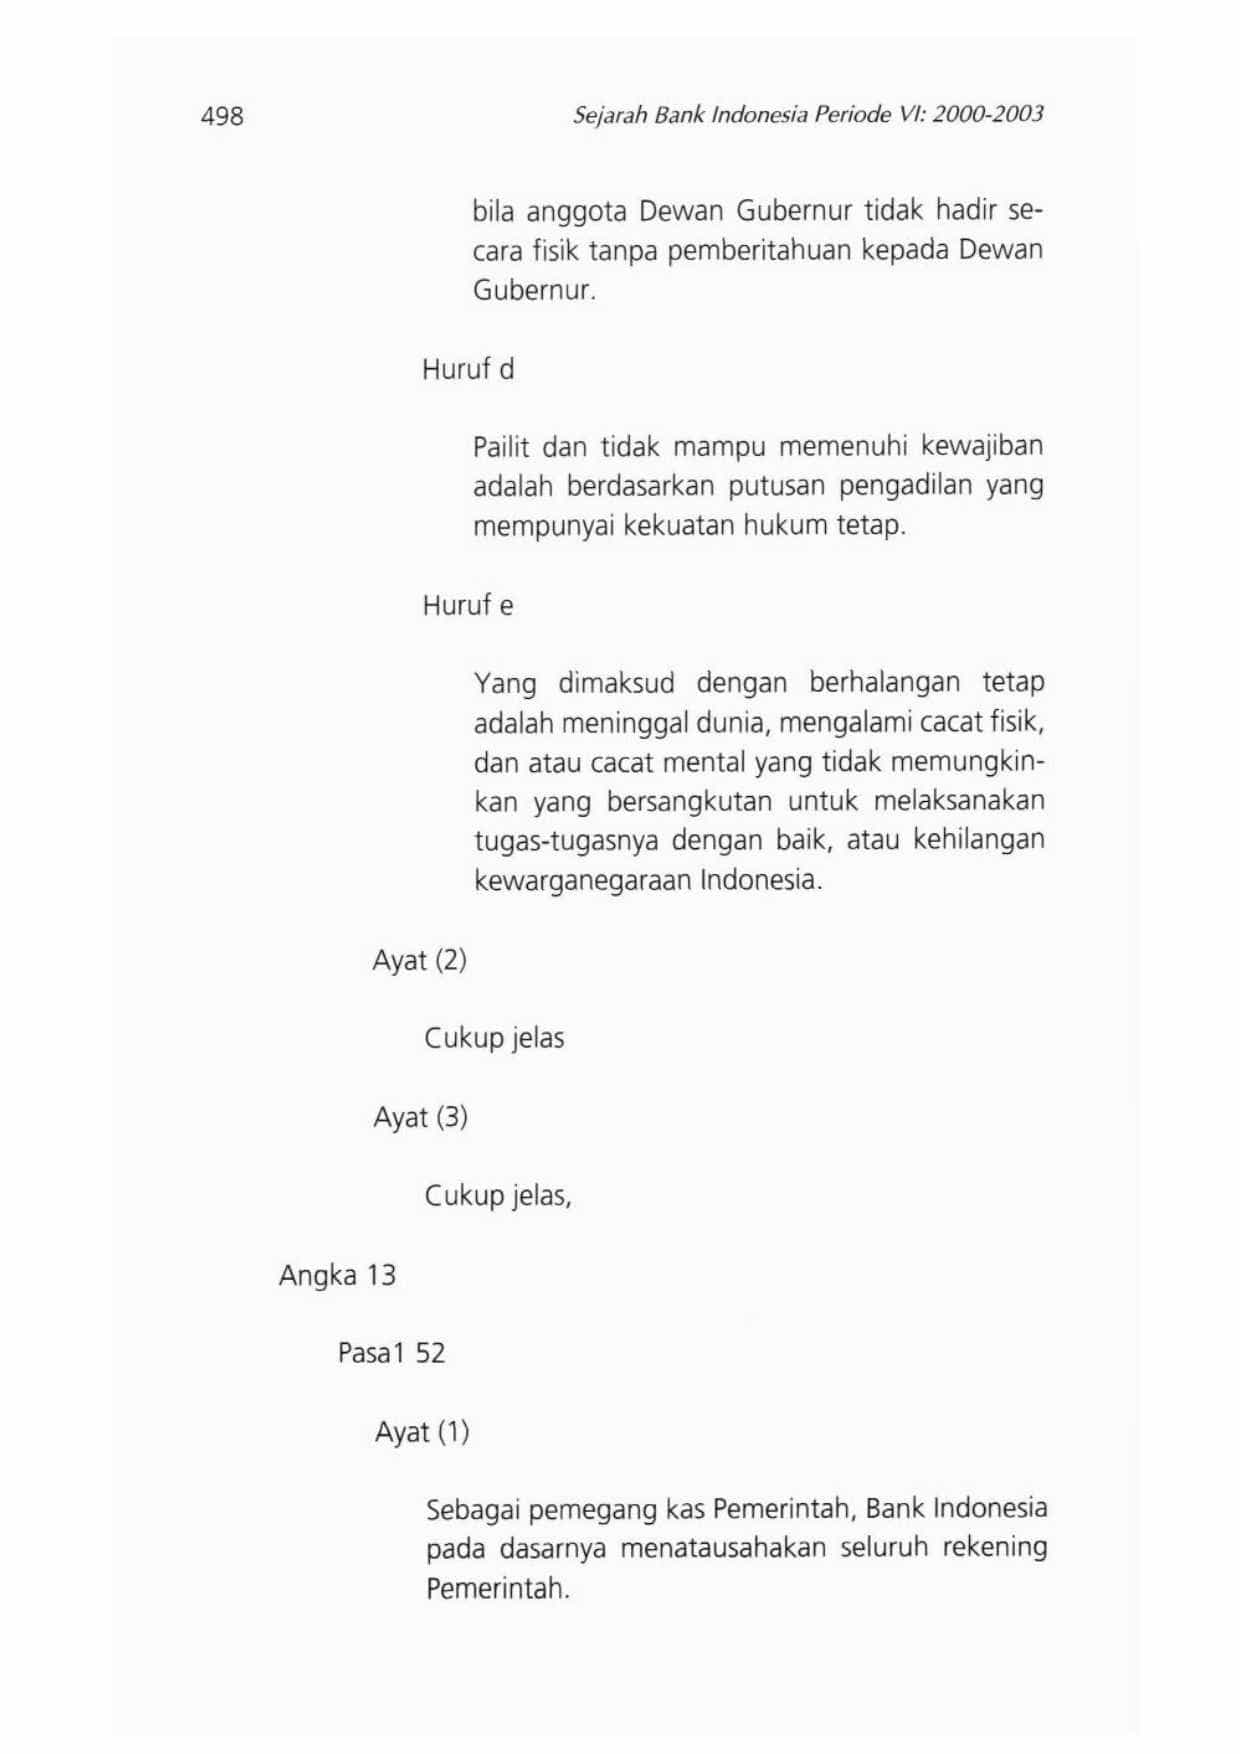 498
Sejarah Bank Indonesia Periode VI: 2000-2003
bila anggota Dewan Gubernur tidak hadir se-
cara fisik tanpa pemberitahuan kepada Dewan
Gubernur.
Huruf d
Pailit dan tidak mampu memenuhi kewajiban
adalah berdasarkan putusan pengadilan yang
mempunyai kekuatan hukum tetap.
Huruf e
Yang dimaksud dengan berhalangan tetap
adalah meninggal dunia, mengalami cacat fisik,
dan atau cacat mental yang tidak memungkin-
kan yang bersangkutan untuk melaksanakan
tugas-tugasnya dengan baik, atau kehilangan
kewarganegaraan Indonesia.
Ayat (2)
Cukup jelas
Ayat (3)
Cukup jelas,
Angka 13
Pasa1 52
Ayat (1)
Sebagai pemegang kas Pemerintah, Bank Indonesia
pada dasarnya menatausahakan seluruh rekening
Pemerintah.